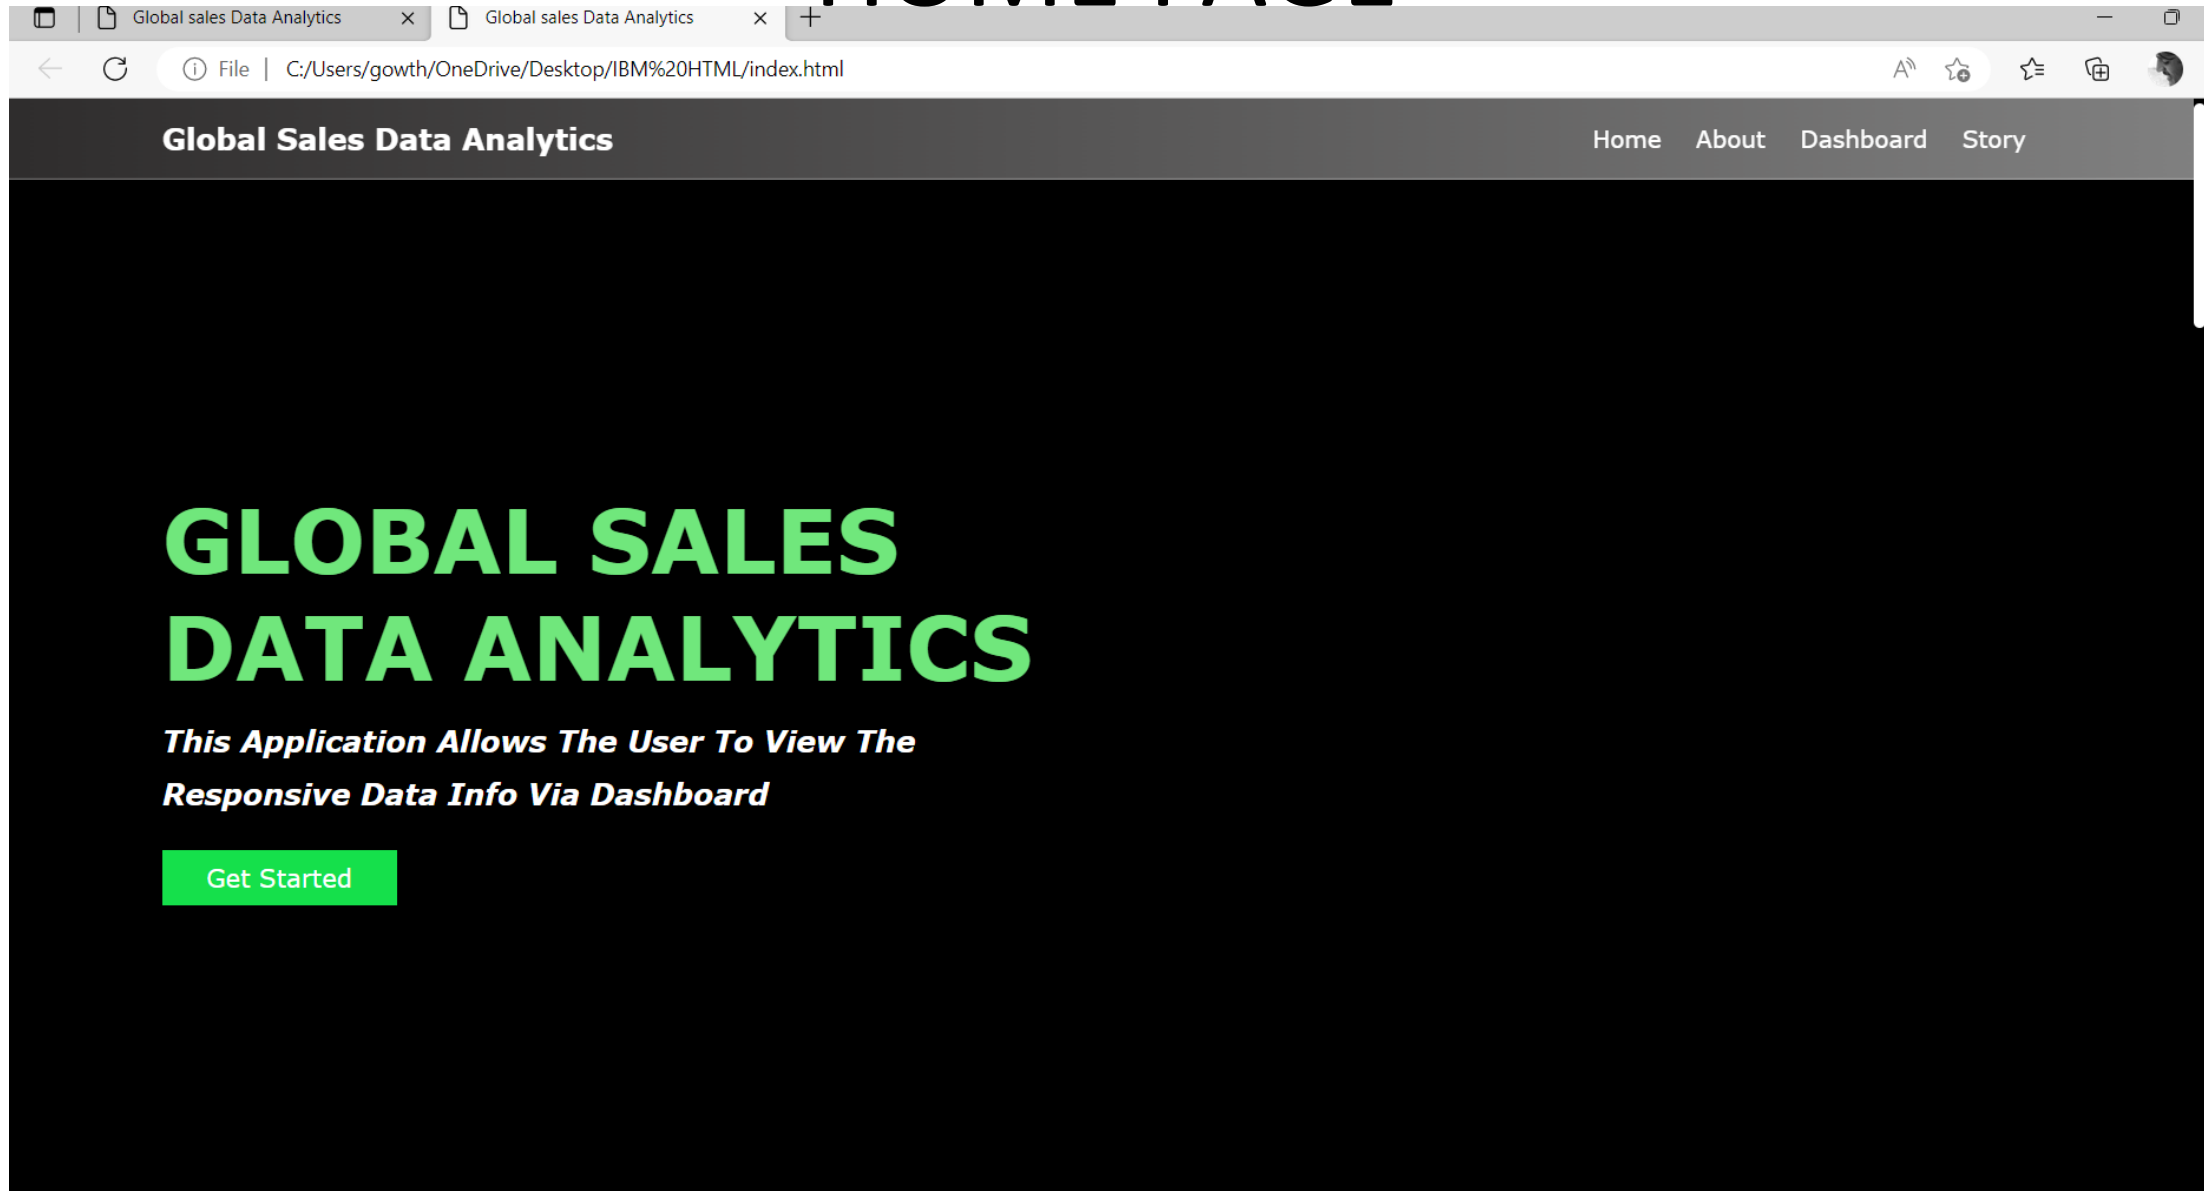 HOME PAGE
Global sales Data Analytics
Global sales Data Analytics
File | C:/Users/gowth/OneDrive/Desktop/IBM%20HTML/index.html
Global Sales Data Analytics
Home About Dashboard Story
GLOBAL SALES
DATA ANALYTICS
This Application Allows The User To View The
Responsive Data Info Via Dashboard
Get Started